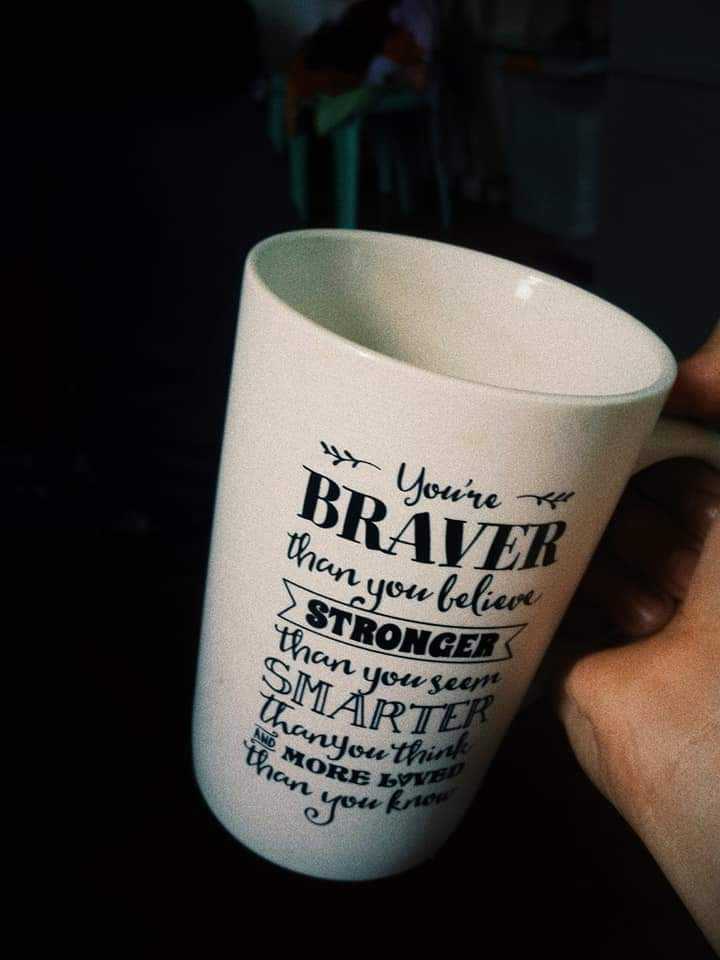 You're
BRAVER
than you believe
STRONGER
than you seem
SMARTER
than you think
AND MORE LOVED
than you know